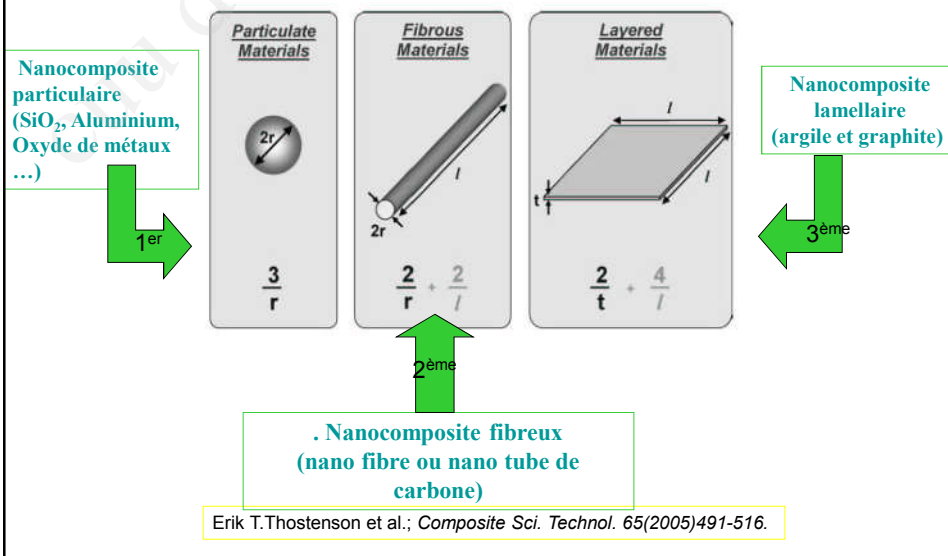 Particulate
Materials
Fibrous
Materials
Layered
Materials
Nanocomposite
particulaire
(SiO₂, Aluminium,
Oxyde de métaux
…)
1er
2r
3
r
l
2r
2
r
+
2
l
l
l
t
2
t
+
4
l
Nanocomposite
lamellaire
(argile et graphite)
3ème
2ème
. Nanocomposite fibreux
(nano fibre ou nano tube de
carbone)
Erik T.Thostenson et al.; Composite Sci. Technol. 65(2005)491-516.